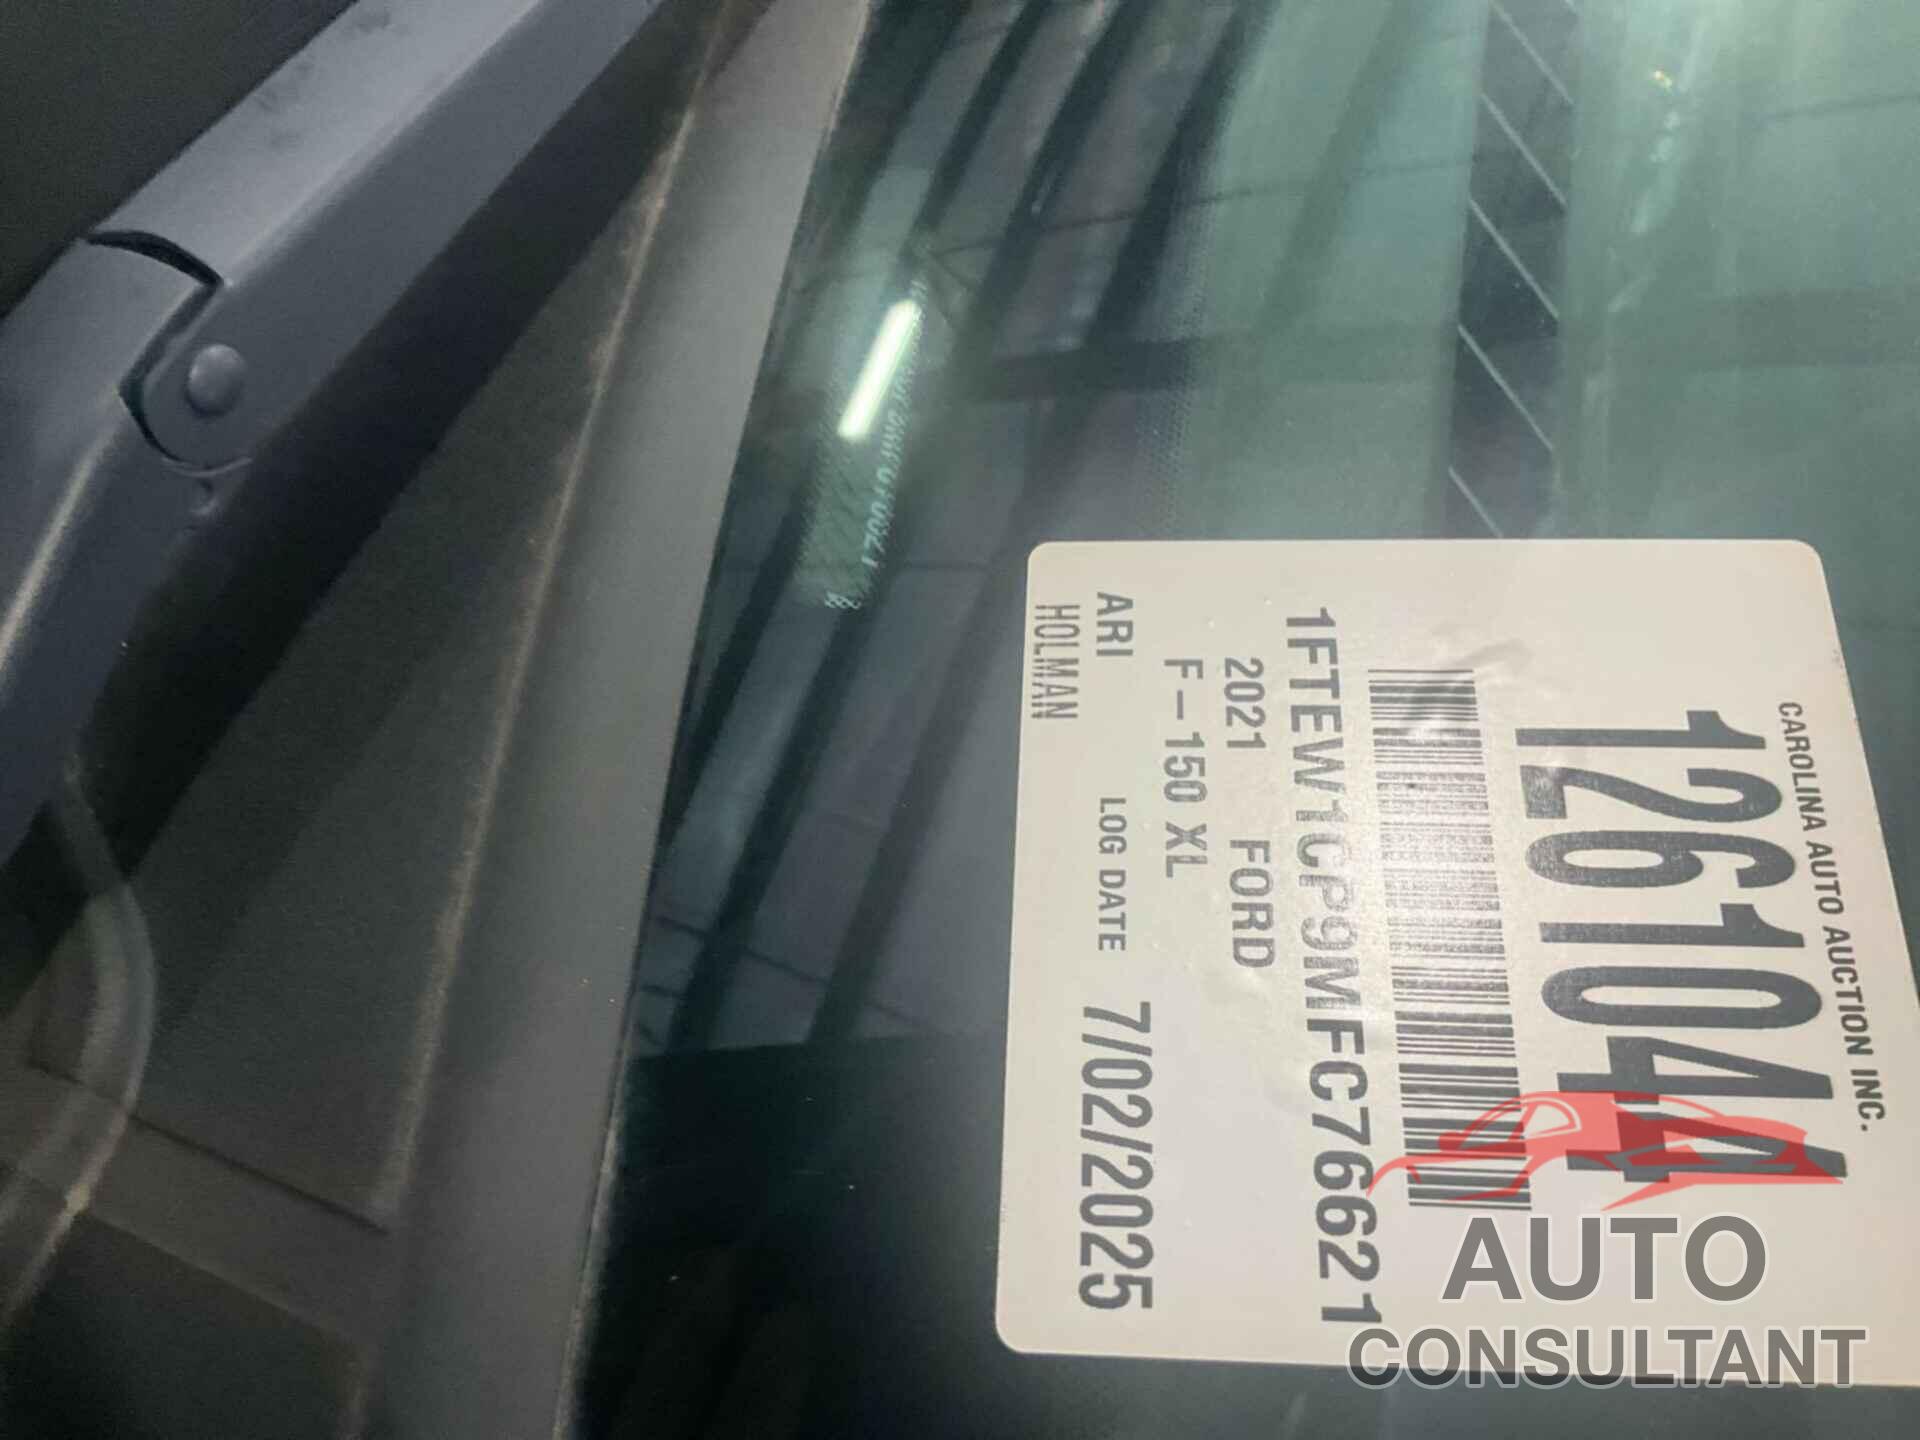 CAROLINA AUTO AUCTION INC.
1261044
1FTEW1CP9MFC76621
2021 FORD
F-150 XL
ARI LOG DATE 7/02/2025
HOLMAN
AUTO
CONSULTANT